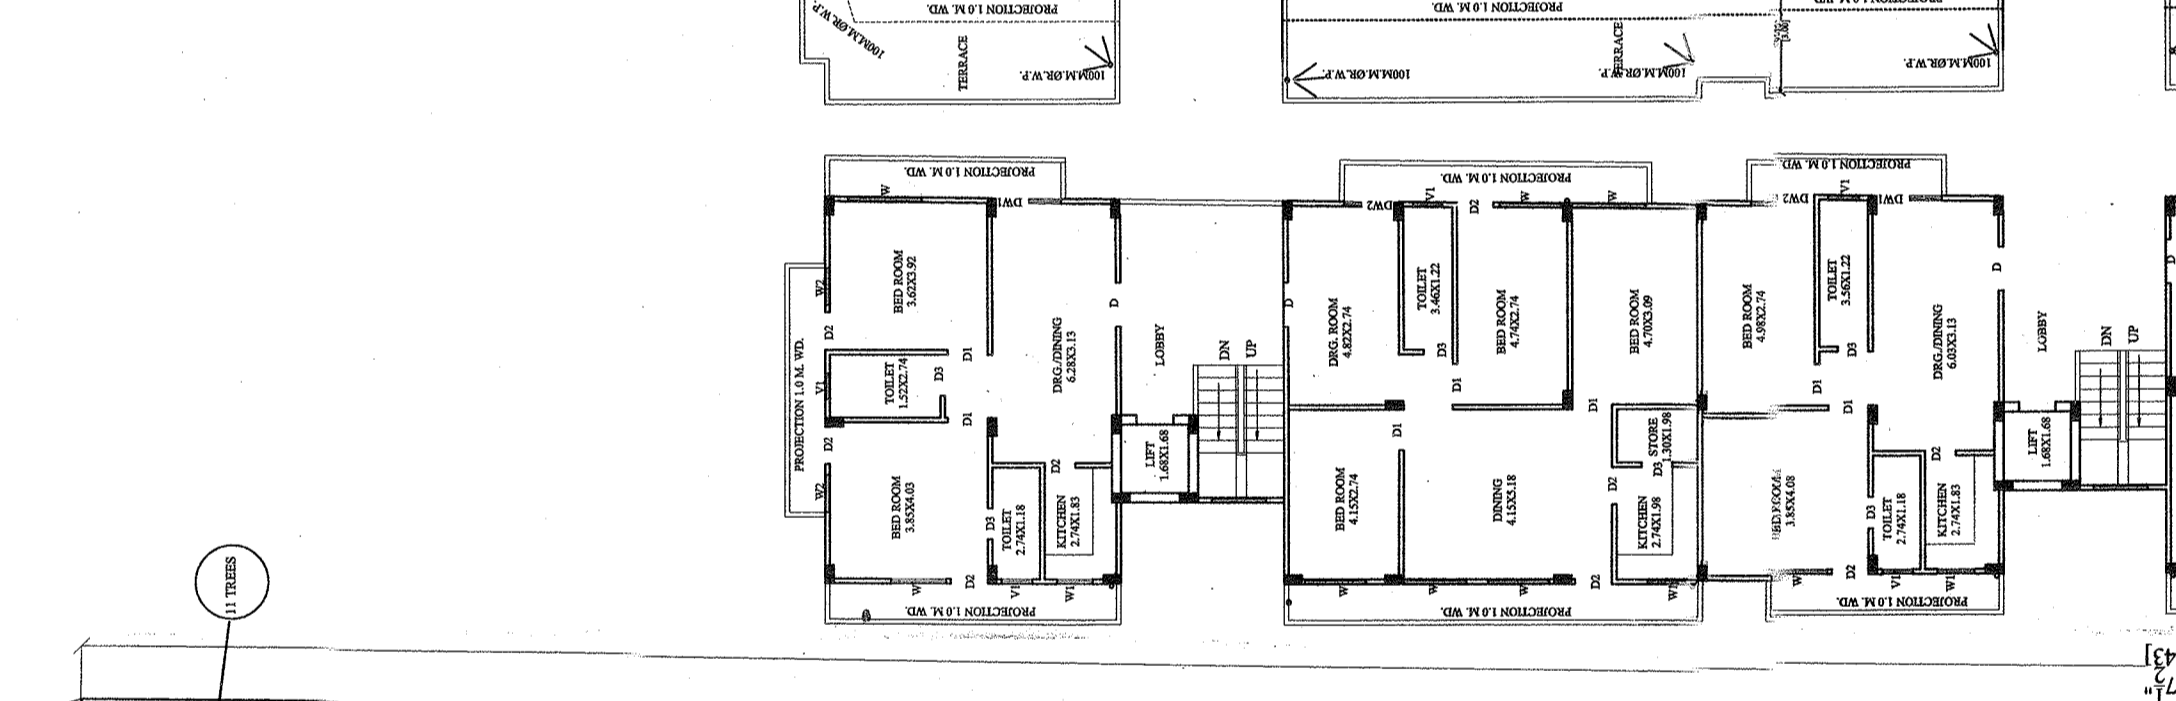 PROJECTION 1.0 M. WD.
100M.M.ØR.W.P.
TERRACE
100M.M.ØR.W.P.
PROJECTION 1.0 M. WD.
TERRACE
100M.M.ØR.W.P.
100M.M.ØR.W.P.
100M.M.ØR.W.P.
PROJECTION 1.0 M. WD.
W
DW1
W2
BED ROOM
3.62X3.92
D2
D1
TOILET
1.52X2.74
V1
D3
D1
D2
W2
PROJECTION 1.0 M. WD.
BED ROOM
3.85X4.03
DRG./DINING
6.28X3.13
D
D2
D3
TOILET
2.74X1.18
KITCHEN
2.74X1.83
W
D2
V1
W1
PROJECTION 1.0 M. WD.
LOBBY
DN
UP
LIFT
1.68X1.68
PROJECTION 1.0 M. WD.
DW2
V1
D2
W
W
D
DRG. ROOM
4.82X2.74
TOILET
3.46X1.22
D3
D1
BED ROOM
4.74X2.74
BED ROOM
4.70X3.09
D1
D1
BED ROOM
4.15X2.74
DINING
4.15X5.18
STORE
1.30X1.98
D3
D2
KITCHEN
2.74X1.98
W
W
W
D2
W1
PROJECTION 1.0 M. WD.
PROJECTION 1.0 M. WD.
DW2
V1
DW1
BED ROOM
4.98X2.74
TOILET
3.56X1.22
D3
D1
D1
DRG./DINING
6.03X3.13
D
D2
3.85X4.08
D3
TOILET
2.74X1.18
KITCHEN
2.74X1.83
W
D2
V1
W1
PROJECTION 1.0 M. WD.
LOBBY
DN
UP
LIFT
1.68X1.68
D
11 TREES